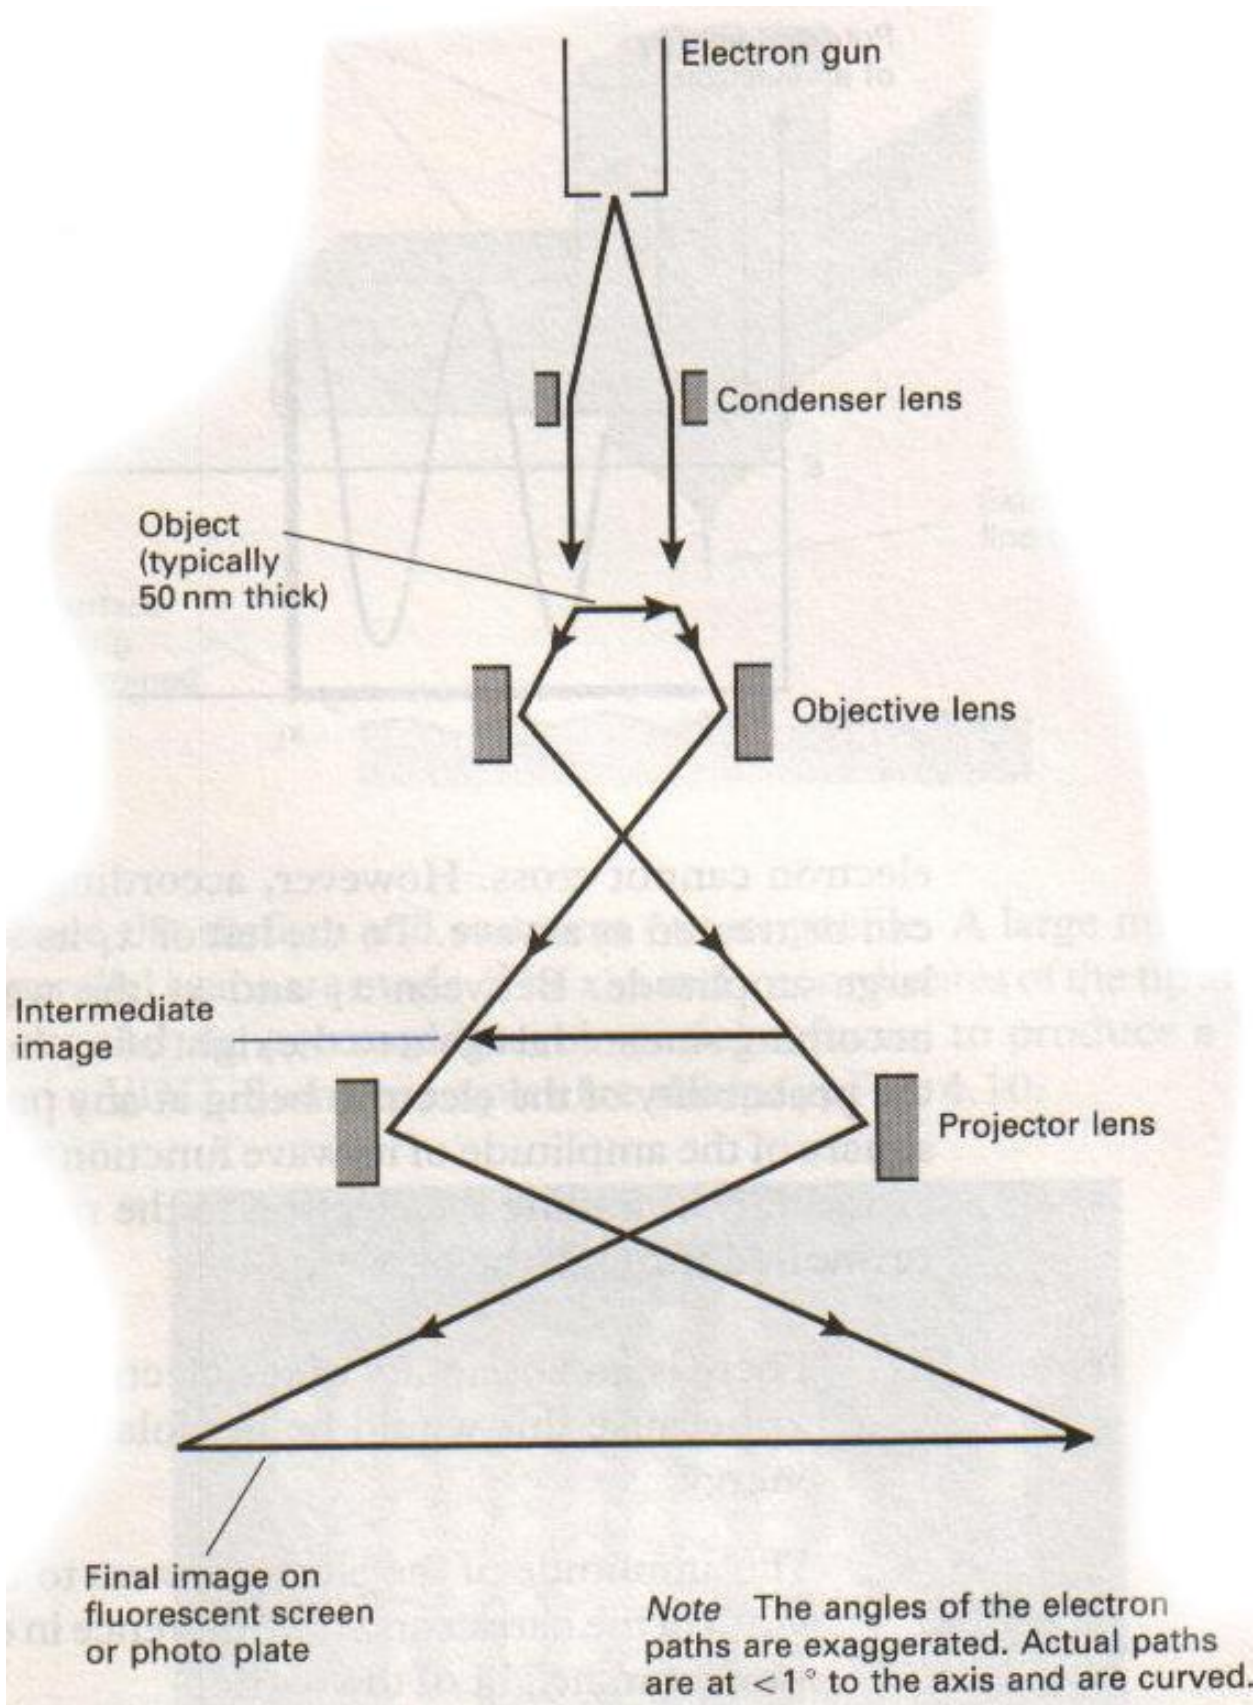 Electron gun
Condenser lens
Object
(typically
50 nm thick)
Objective lens
Intermediate
image
Projector lens
Final image on
fluorescent screen
or photo plate
Note The angles of the electron
paths are exaggerated. Actual paths
are at <1° to the axis and are curved.